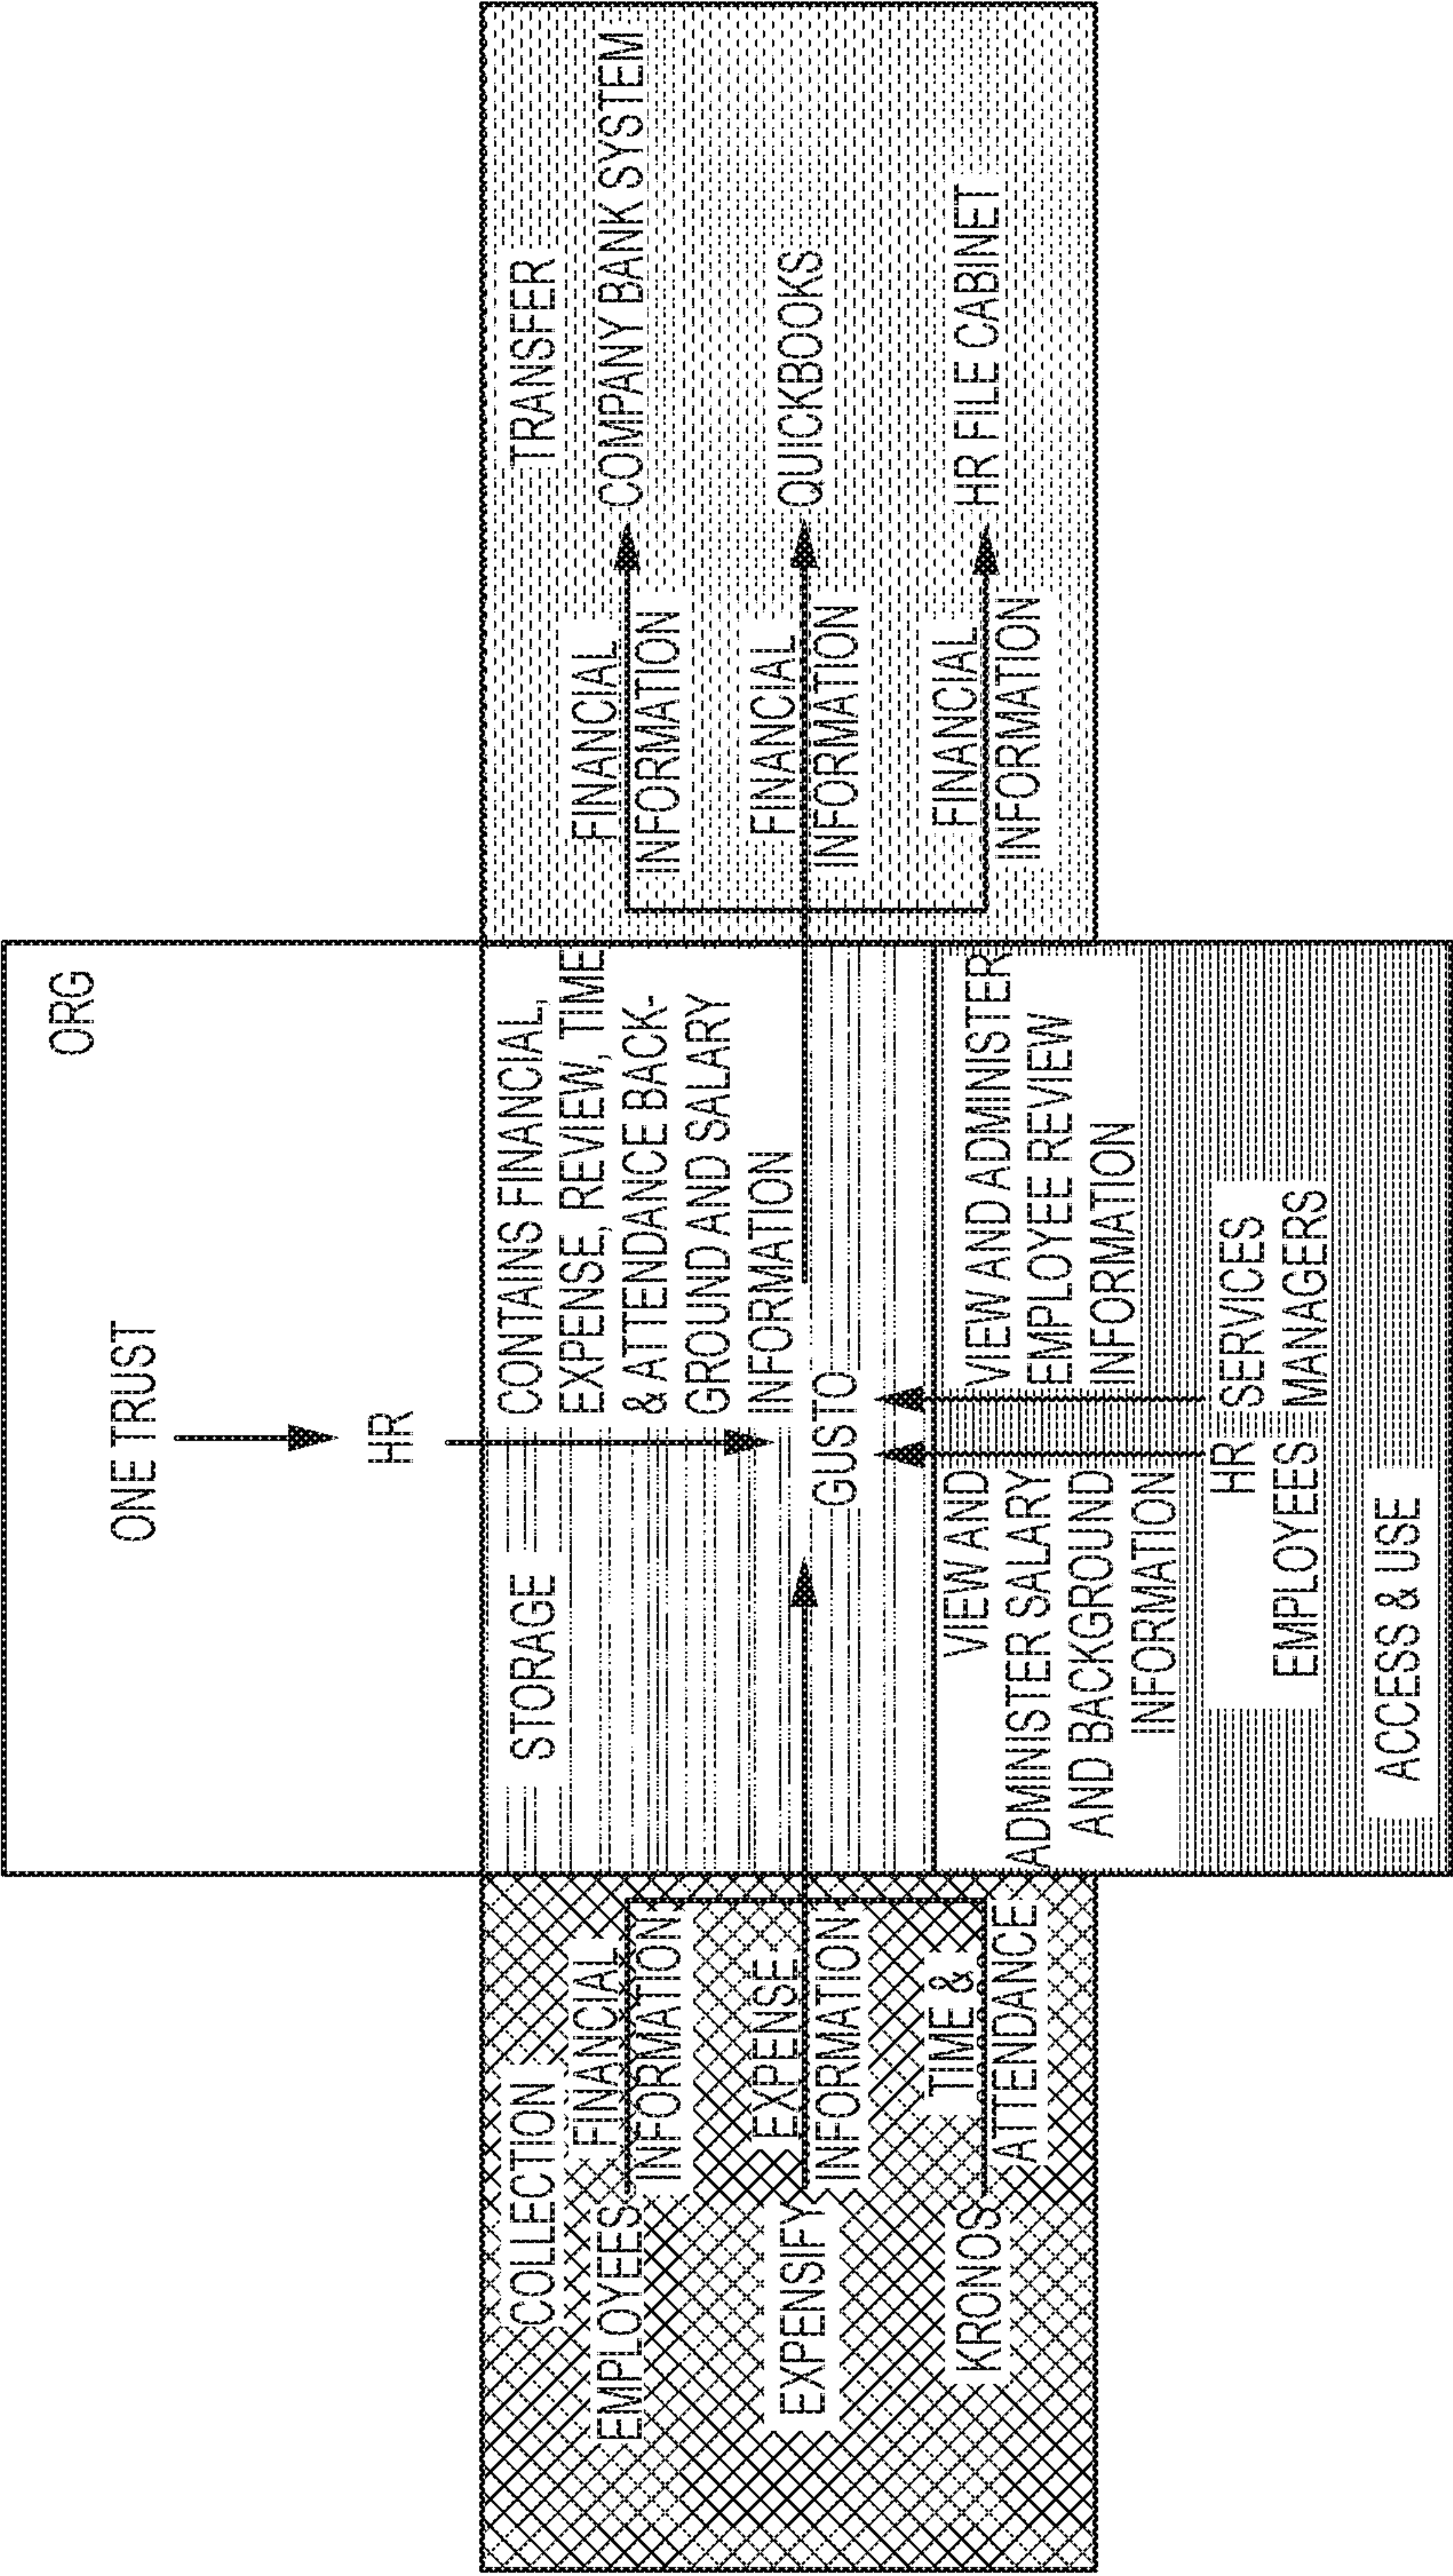 ORG
ONE TRUST
HR
COLLECTION
EMPLOYEES
FINANCIAL
INFORMATION
EXPENSIFY
EXPENSE
INFORMATION
KRONOS
TIME &
ATTENDANCE
STORAGE
CONTAINS FINANCIAL,
EXPENSE, REVIEW, TIME
& ATTENDANCE BACK-
GROUND AND SALARY
INFORMATION
GUSTO
TRANSFER
FINANCIAL
INFORMATION
COMPANY BANK SYSTEM
FINANCIAL
INFORMATION
QUICKBOOKS
FINANCIAL
INFORMATION
HR FILE CABINET
VIEW AND
ADMINISTER SALARY
AND BACKGROUND
INFORMATION
VIEW AND ADMINISTER
EMPLOYEE REVIEW
INFORMATION
HR
EMPLOYEES
SERVICES
MANAGERS
ACCESS & USE